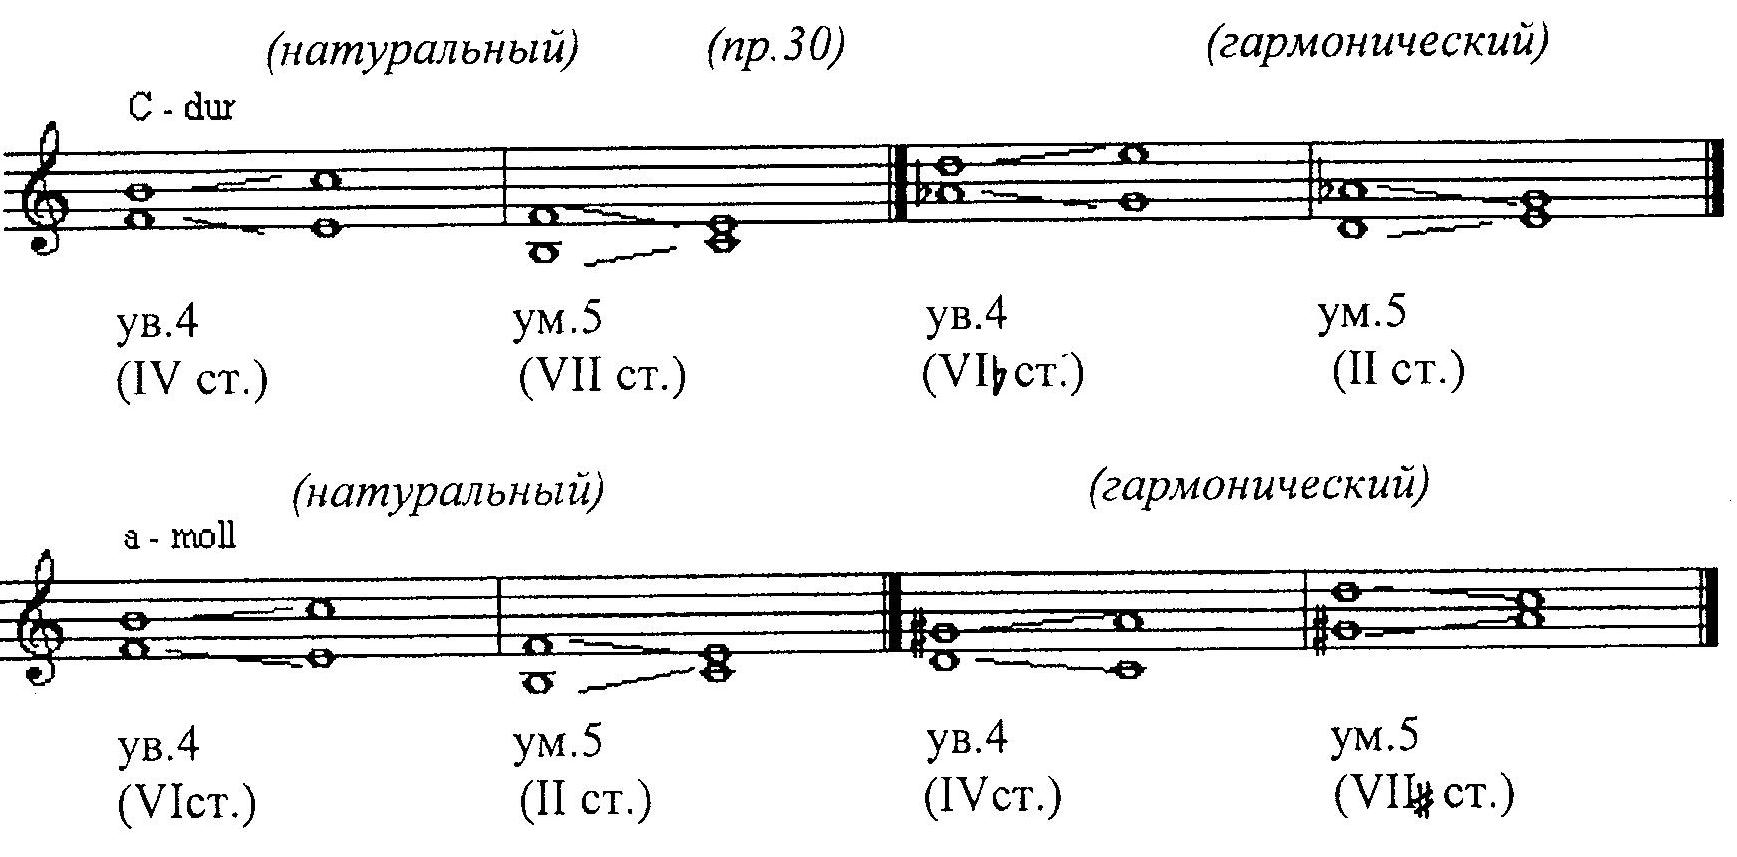 (натуральный) (пр.30) (гармонический)
C - dur
ув.4 ум.5 ув.4 ум.5
(IV ст.) (VII ст.) (VI♭ст.) (II ст.)
(натуральный) (гармонический)
a - moll
ув.4 ум.5 ув.4 ум.5
(VIст.) (II ст.) (IVст.) (VII♯ ст.)